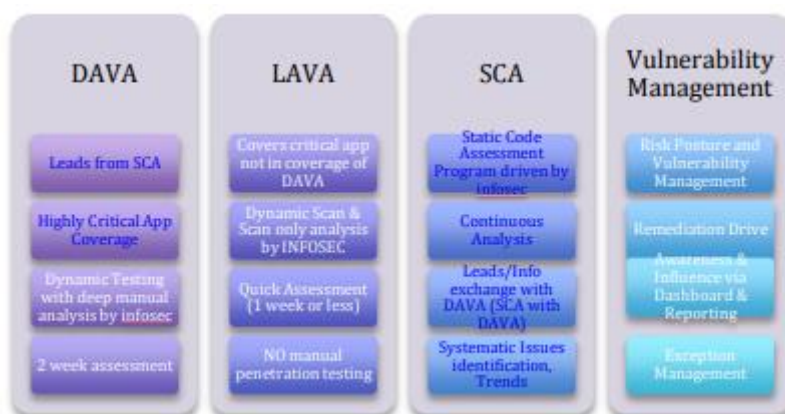 DAVA
Leads from SCA
Highly Critical App
Coverage
Dynamic Testing
with deep manual
analysis by infosec
2 week assessment
LAVA
Covers critical app
not in coverage of
DAVA
Dynamic Scan &
Scan only analysis
by INFOSEC
Quick Assessment
(1 week or less)
NO manual
penetration testing
SCA
Static Code
Assessment
Program driven by
infosec
Continuous
Analysis
Leads/Info
exchange with
DAVA (SCA with
DAVA)
Systematic Issues
identification,
Trends
Vulnerability
Management
Risk Posture and
Vulnerability
Management
Remediation Drive
Awareness &
Influence via
Dashboard &
Reporting
Exception
Management